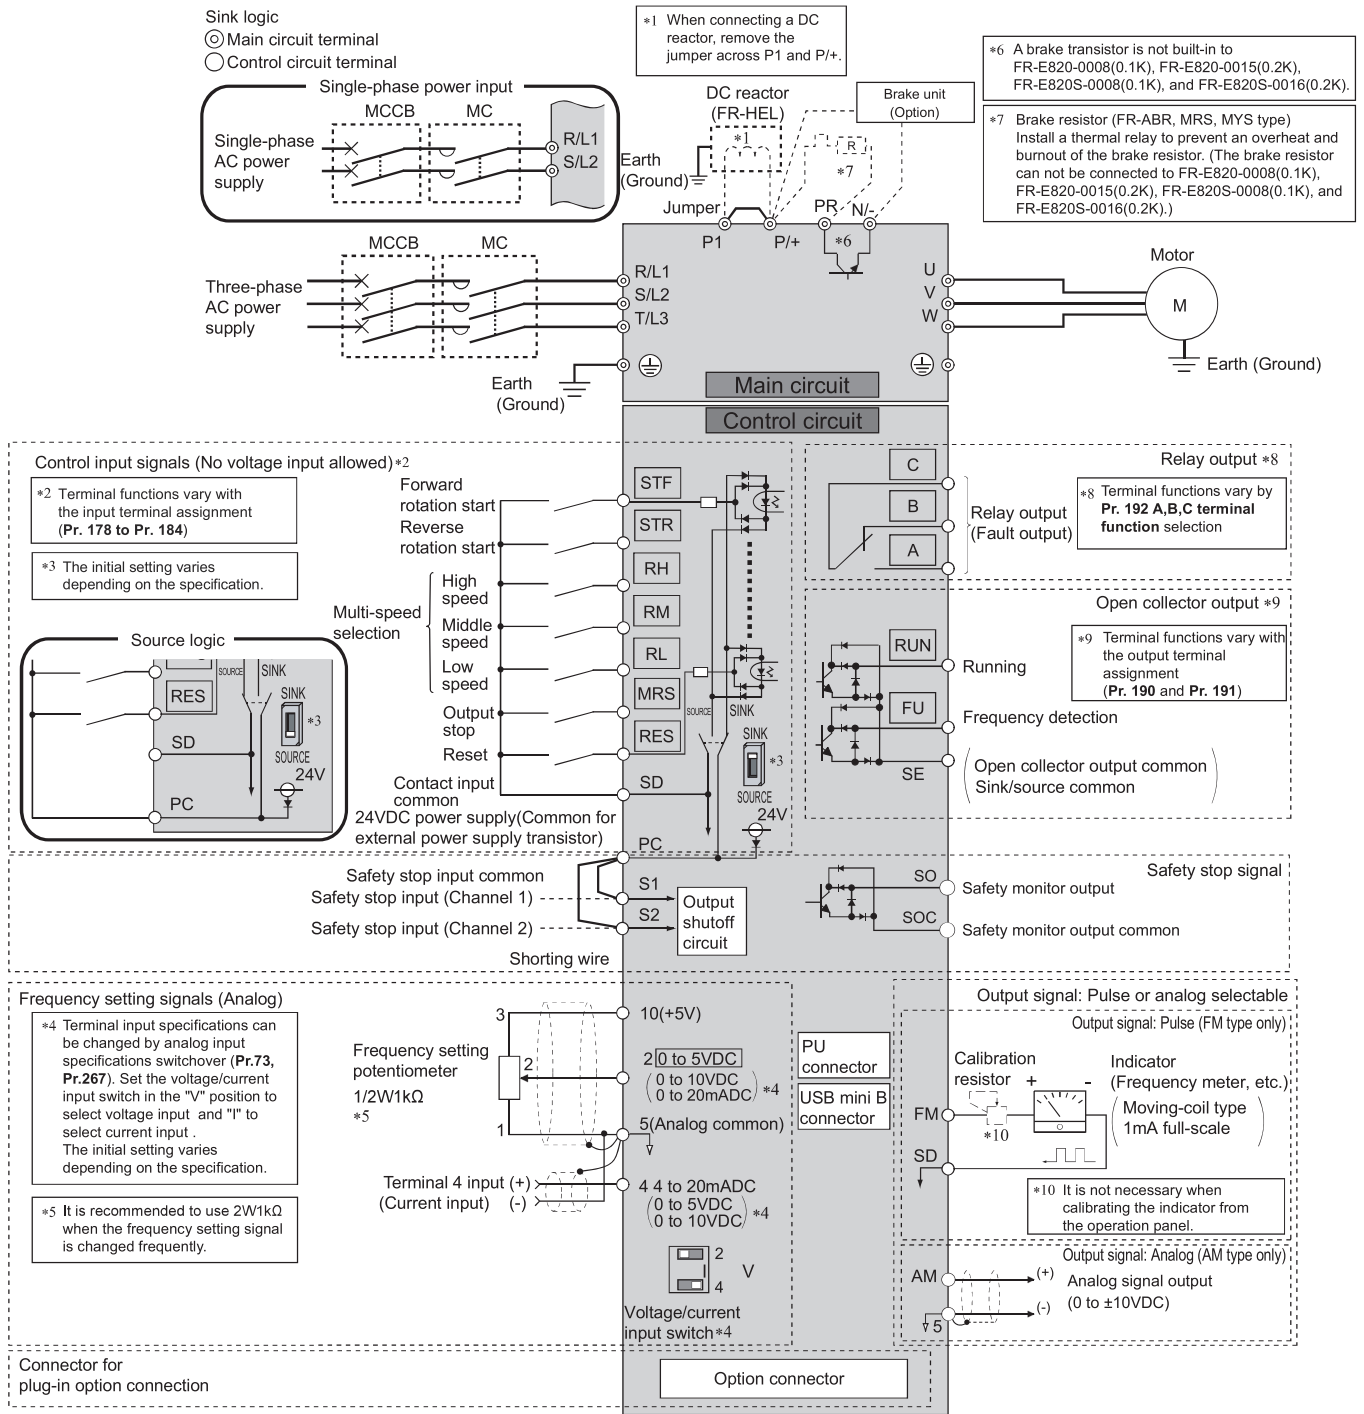 Sink logic
Main circuit terminal
Control circuit terminal
*1 When connecting a DC
reactor, remove the
jumper across P1 and P/+.
*6 A brake transistor is not built-in to
FR-E820-0008(0.1K), FR-E820-0015(0.2K),
FR-E820S-0008(0.1K), and FR-E820S-0016(0.2K).
*7 Brake resistor (FR-ABR, MRS, MYS type)
Install a thermal relay to prevent an overheat and
burnout of the brake resistor. (The brake resistor
can not be connected to FR-E820-0008(0.1K),
FR-E820-0015(0.2K), FR-E820S-0008(0.1K), and
FR-E820S-0016(0.2K).)
Single-phase power input
MCCB
MC
Single-phase
AC power
supply
R/L1
S/L2
DC reactor
(FR-HEL)
*1
Brake unit
(Option)
R
*7
Earth
(Ground)
Jumper
P1
P/+
PR
N/-
*6
MCCB
MC
Three-phase
AC power
supply
R/L1
S/L2
T/L3
Earth
(Ground)
U
V
W
Motor
M
Earth (Ground)
Main circuit
Control circuit
Control input signals (No voltage input allowed)*2
*2 Terminal functions vary with
the input terminal assignment
(Pr. 178 to Pr. 184)
*3 The initial setting varies
depending on the specification.
Forward
rotation start
Reverse
rotation start
Multi-speed
selection
High
speed
Middle
speed
Low
speed
Output
stop
Reset
Contact input
common
24VDC power supply(Common for
external power supply transistor)
STF
STR
RH
RM
RL
MRS
RES
SD
PC
SOURCE
SINK
SINK
*3
SOURCE
24V
Source logic
RES
SD
PC
SOURCE
SINK
SINK
*3
SOURCE
24V
Relay output *8
C
B
A
Relay output
(Fault output)
*8 Terminal functions vary by
Pr. 192 A,B,C terminal
function selection
Open collector output *9
*9 Terminal functions vary with
the output terminal
assignment
(Pr. 190 and Pr. 191)
RUN
Running
FU
Frequency detection
SE
Open collector output common
Sink/source common
Safety stop signal
Safety stop input common
Safety stop input (Channel 1)
Safety stop input (Channel 2)
Shorting wire
S1
S2
Output
shutoff
circuit
SO
Safety monitor output
SOC
Safety monitor output common
Frequency setting signals (Analog)
*4 Terminal input specifications can
be changed by analog input
specifications switchover (Pr.73,
Pr.267). Set the voltage/current
input switch in the "V" position to
select voltage input and "I" to
select current input .
The initial setting varies
depending on the specification.
*5 It is recommended to use 2W1kΩ
when the frequency setting signal
is changed frequently.
Frequency setting
potentiometer
1/2W1kΩ
*5
3
2
1
10(+5V)
2 0 to 5VDC
(0 to 10VDC
0 to 20mADC) *4
5(Analog common)
Terminal 4 input (+)
(Current input) (-)
4 4 to 20mADC
(0 to 5VDC
0 to 10VDC) *4
2
I
V
4
Voltage/current
input switch*4
PU
connector
USB mini B
connector
Output signal: Pulse or analog selectable
Output signal: Pulse (FM type only)
Calibration
resistor
+
-
Indicator
(Frequency meter, etc.)
(Moving-coil type
1mA full-scale)
FM
*10
SD
*10 It is not necessary when
calibrating the indicator from
the operation panel.
Output signal: Analog (AM type only)
AM
(+)
Analog signal output
(0 to ±10VDC)
(-)
5
Connector for
plug-in option connection
Option connector